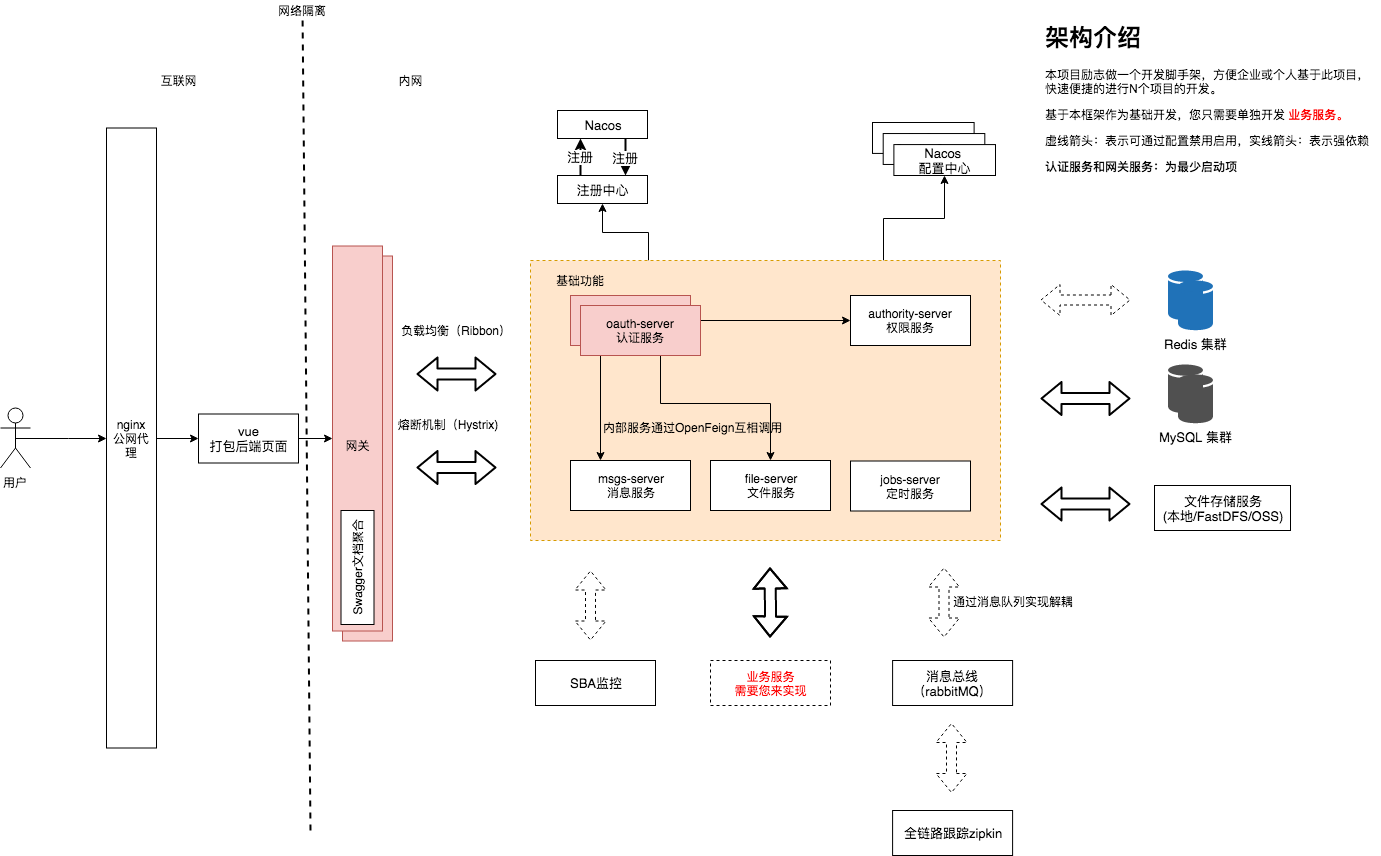 网络隔离
互联网
内网
架构介绍
本项目励志做一个开发脚手架，方便企业或个人基于此项目，
快速便捷的进行N个项目的开发。
基于本框架作为基础开发，您只需要单独开发 业务服务。
虚线箭头：表示可通过配置禁用启用，实线箭头：表示强依赖
认证服务和网关服务：为最少启动项
Nacos
注册
注册
注册中心
Nacos
配置中心
基础功能
oauth-server
认证服务
authority-server
权限服务
内部服务通过OpenFeign互相调用
msgs-server
消息服务
file-server
文件服务
jobs-server
定时服务
负载均衡（Ribbon）
熔断机制（Hystrix)
用户
nginx
公网代
理
vue
打包后端页面
网关
Swagger文档聚合
Redis 集群
MySQL 集群
文件存储服务
(本地/FastDFS/OSS)
通过消息队列实现解耦
SBA监控
业务服务
需要您来实现
消息总线
（rabbitMQ）
全链路跟踪zipkin